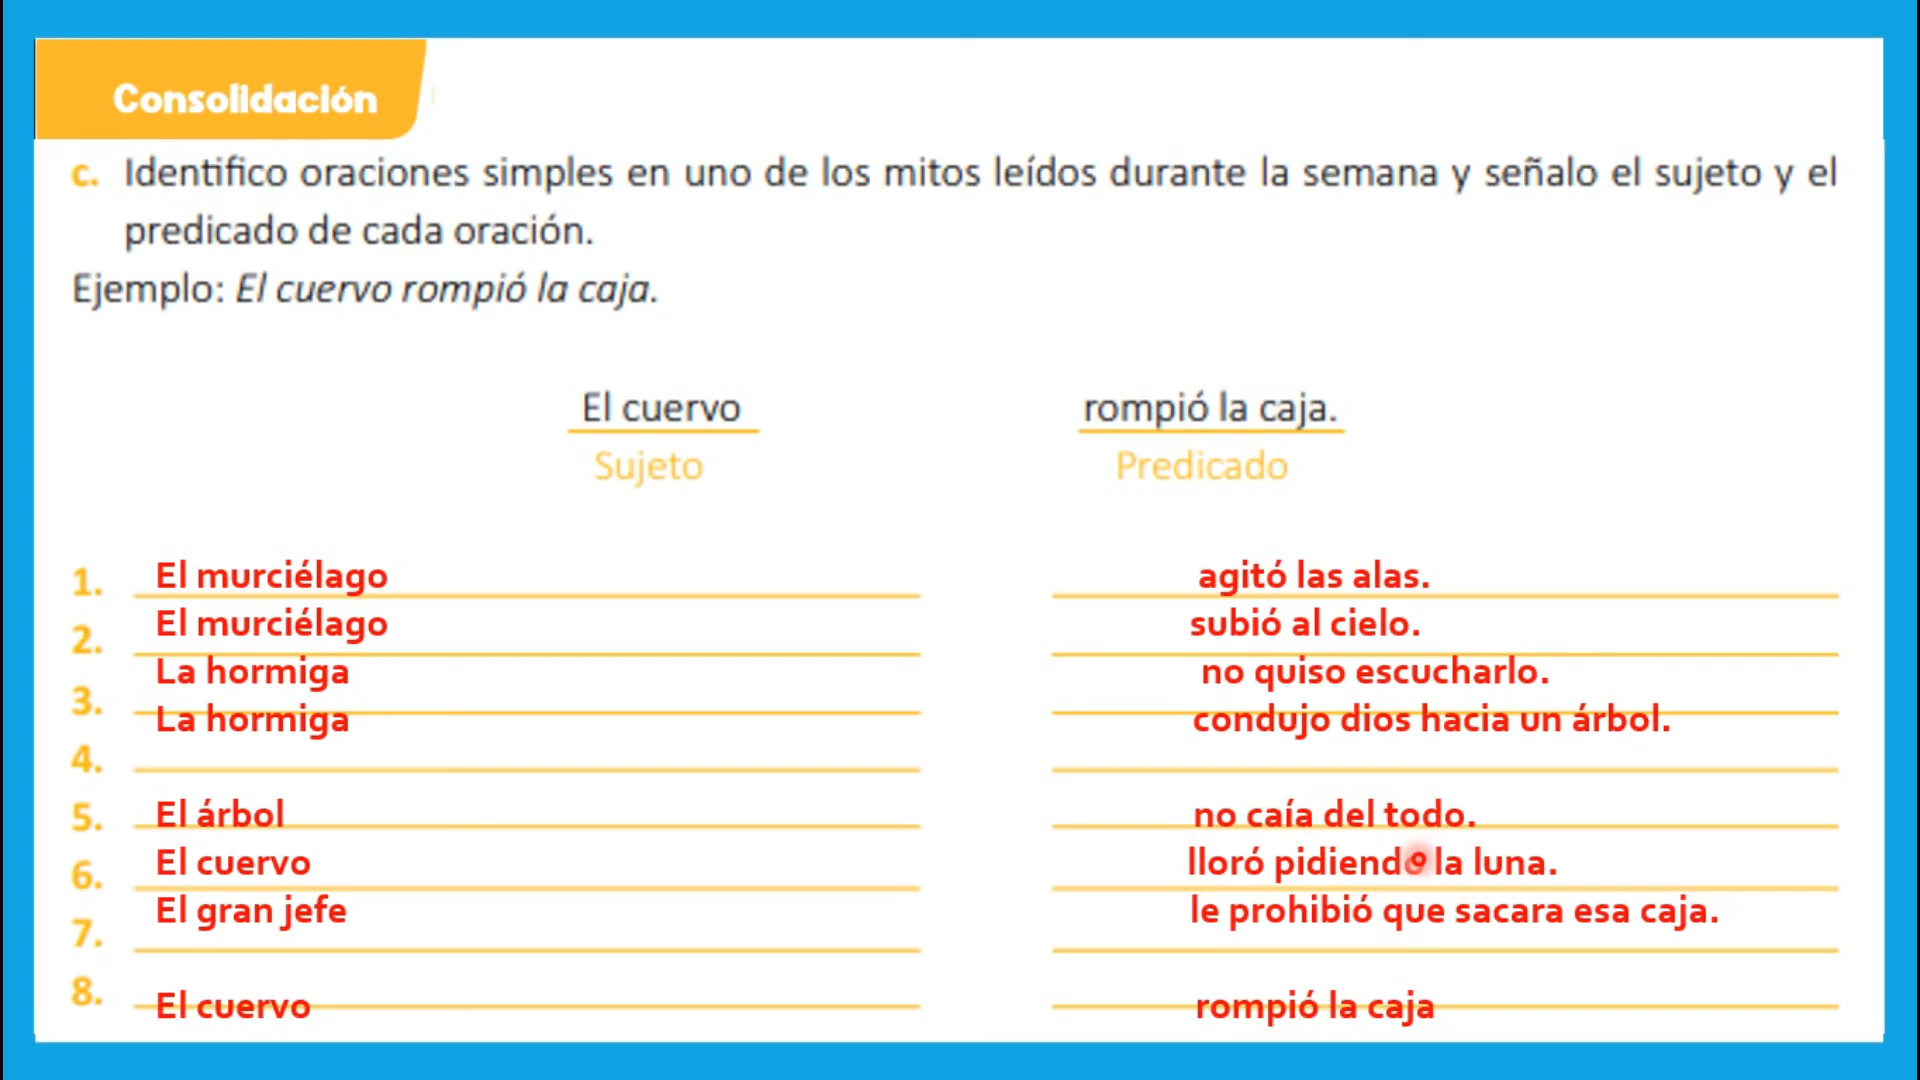 Consolidación
c. Identifico oraciones simples en uno de los mitos leídos durante la semana y señalo el sujeto y el
predicado de cada oración.
Ejemplo: El cuervo rompió la caja.
El cuervo rompió la caja.
Sujeto Predicado
1. El murciélago agitó las alas.
2. El murciélago subió al cielo.
3. La hormiga no quiso escucharlo.
La hormiga condujo dios hacia un árbol.
4.
5. El árbol no caía del todo.
6. El cuervo lloró pidiendo la luna.
7. El gran jefe le prohibió que sacara esa caja.
8. El cuervo rompió la caja